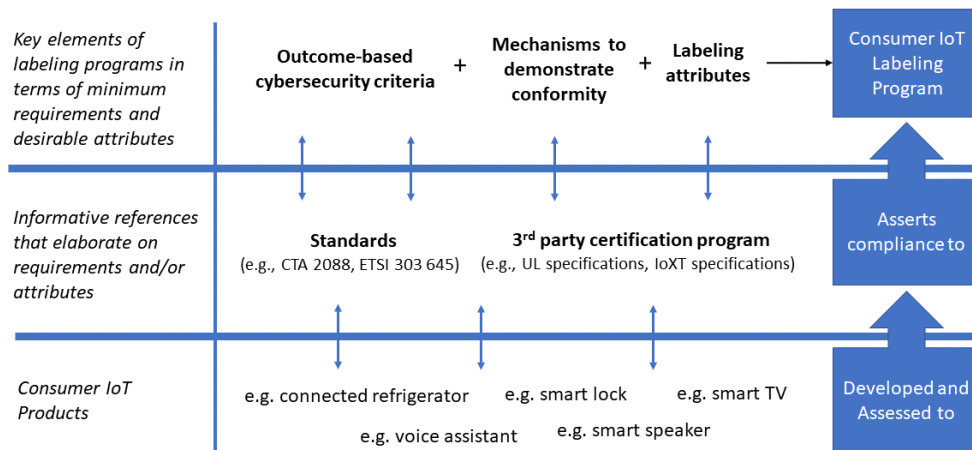 Key elements of
labeling programs in
terms of minimum
requirements and
desirable attributes
Outcome-based
cybersecurity criteria
+
Mechanisms to
demonstrate
conformity
+
Labeling
attributes
Consumer IoT
Labeling
Program
Informative references
that elaborate on
requirements and/or
attributes
Standards
(e.g., CTA 2088, ETSI 303 645)
3rd party certification program
(e.g., UL specifications, IoXT specifications)
Asserts
compliance to
Consumer IoT
Products
e.g. connected refrigerator
e.g. smart lock
e.g. smart TV
e.g. voice assistant
e.g. smart speaker
Developed and
Assessed to